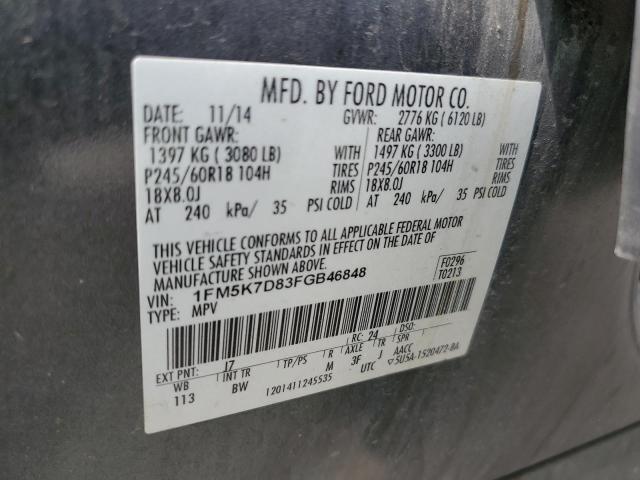 MFD. BY FORD MOTOR CO.
DATE: 11/14 GVWR: 2776 KG ( 6120 LB)
FRONT GAWR: REAR GAWR:
1397 KG ( 3080 LB) WITH 1497 KG ( 3300 LB) WITH
P245/60R18 104H TIRES P245/60R18 104H TIRES
18X8.0J RIMS 18X8.0J RIMS
AT 240 kPa/ 35 PSI COLD AT 240 kPa/ 35 PSI COLD
THIS VEHICLE CONFORMS TO ALL APPLICABLE FEDERAL MOTOR
VEHICLE SAFETY STANDARDS IN EFFECT ON THE DATE OF
MANUFACTURE SHOWN ABOVE.
VIN: 1FM5K7D83FGB46848 F0296
TYPE: MPV T0213
EXT PNT: J7 RC: 24 DSO:
WB INT TR TP/PS R AXLE TR SPR
113 BW M 3F J AACC
1201411245535 UTC SU5A-1520472-BA